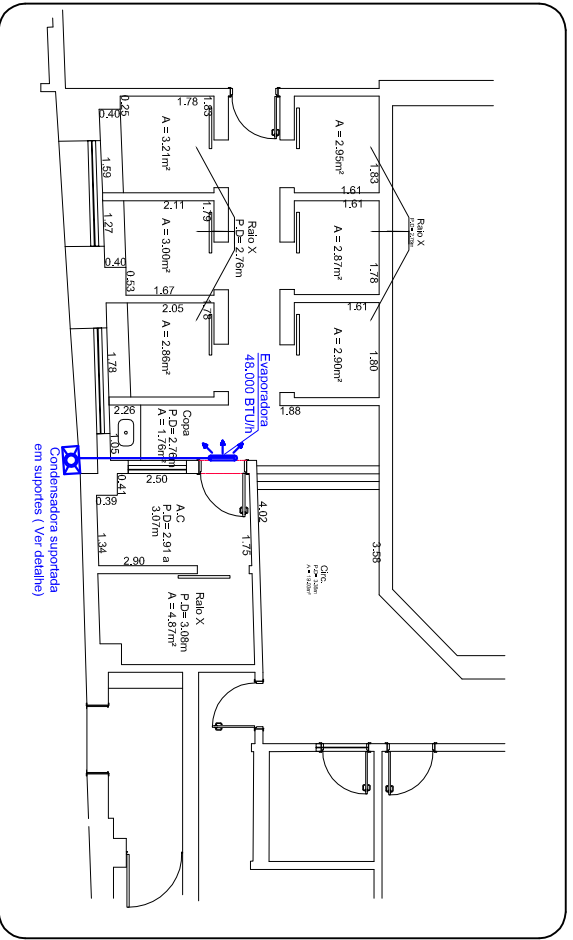 1.78
1.83
0.25
0.40
A = 3.21m²
1.59
A = 2.95m²
1.83
1.61
2.11
1.79
1.27
A = 3.00m²
0.40
0.53
1.67
Raio X
P.D= 2.76m
1.61
A = 2.87m²
1.78
Raio X
2.05
1.78
A = 2.86m²
1.78
1.61
A = 2.90m²
1.80
Evaporadora
48.000 BTU/h
1.88
2.26
1.05
Copa
P.D= 2.76m
A = 1.76m²
Condensadora suportada
em suportes ( Ver detalhe)
2.50
0.41
0.39
1.34
2.90
A.C
P.D= 2.91 a
3.07m
1.75
4.02
3.58
Circ.
Raio X
P.D= 3.08m
A = 4.87m²